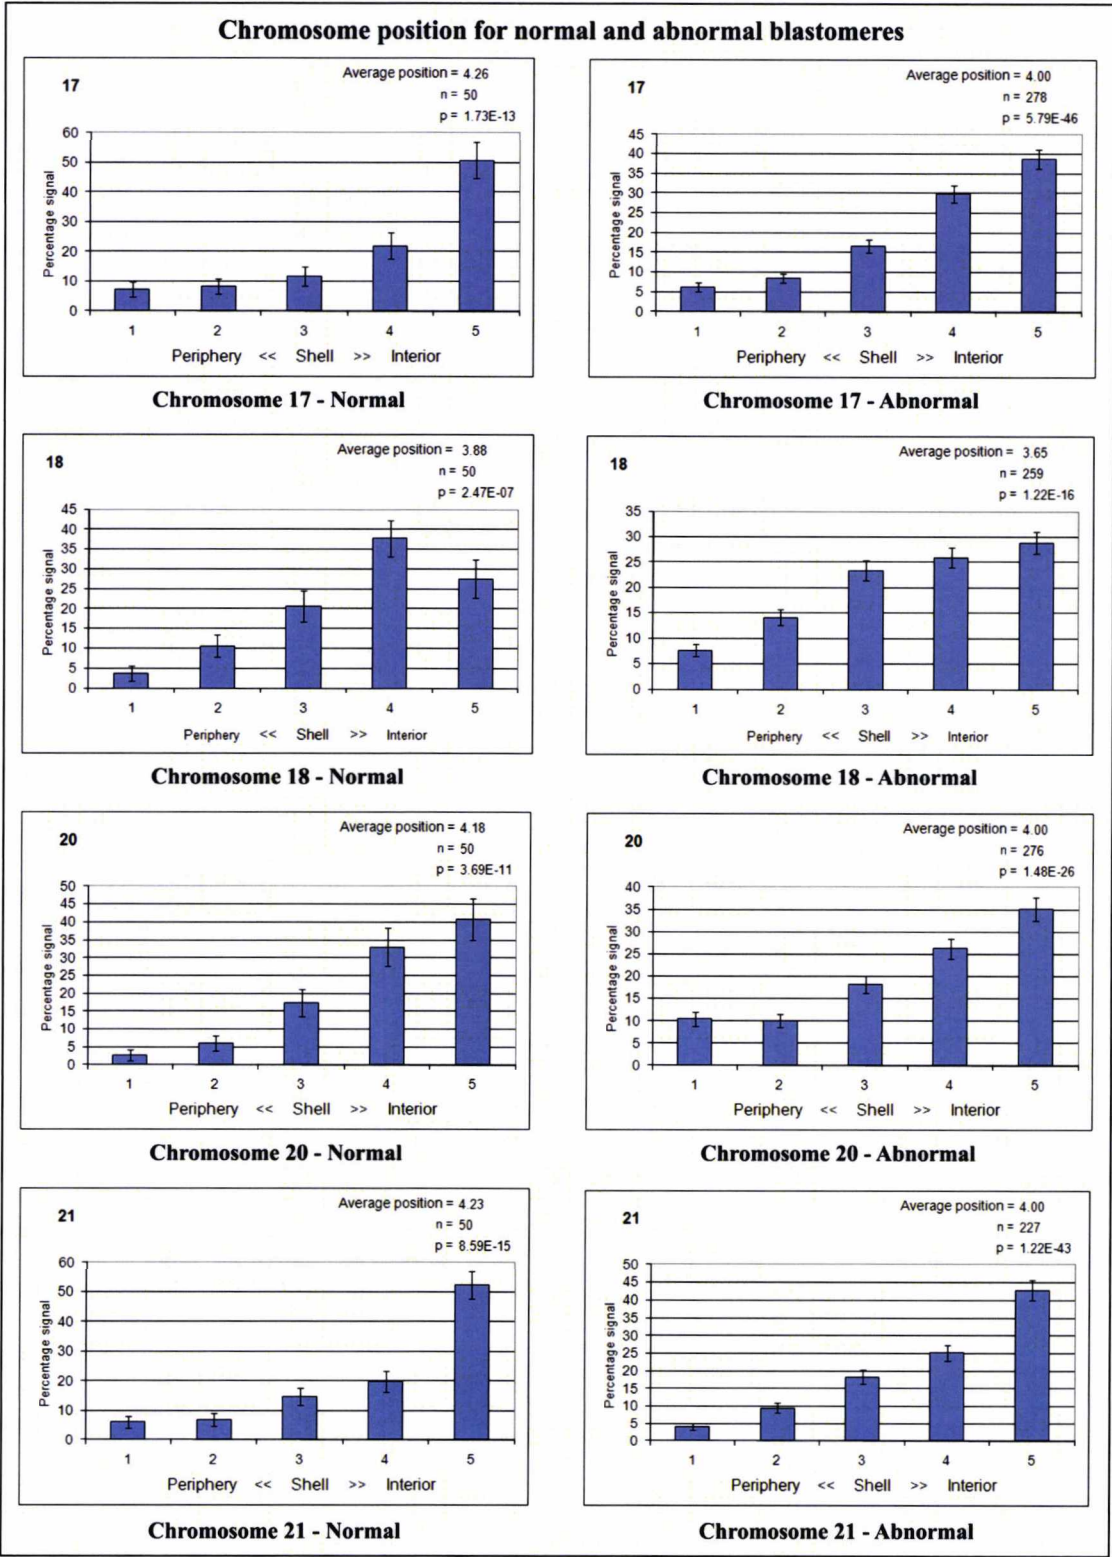 Chromosome position for normal and abnormal blastomeres
17
Average position = 4.26
n = 50
p = 1.73E-13
Percentage signal
60
50
40
30
20
10
0
1 2 3 4 5
Periphery << Shell >> Interior
Chromosome 17 - Normal
17
Average position = 4.00
n = 278
p = 5.79E-46
Percentage signal
45
40
35
30
25
20
15
10
5
0
1 2 3 4 5
Periphery << Shell >> Interior
Chromosome 17 - Abnormal
18
Average position = 3.88
n = 50
p = 2.47E-07
Percentage signal
45
40
35
30
25
20
15
10
5
0
1 2 3 4 5
Periphery << Shell >> Interior
Chromosome 18 - Normal
18
Average position = 3.65
n = 259
p = 1.22E-16
Percentage signal
35
30
25
20
15
10
5
0
1 2 3 4 5
Periphery << Shell >> Interior
Chromosome 18 - Abnormal
20
Average position = 4.18
n = 50
p = 3.69E-11
Percentage signal
50
45
40
35
30
25
20
15
10
5
0
1 2 3 4 5
Periphery << Shell >> Interior
Chromosome 20 - Normal
20
Average position = 4.00
n = 276
p = 1.48E-26
Percentage signal
40
35
30
25
20
15
10
5
0
1 2 3 4 5
Periphery << Shell >> Interior
Chromosome 20 - Abnormal
21
Average position = 4.23
n = 50
p = 8.59E-15
Percentage signal
60
50
40
30
20
10
0
1 2 3 4 5
Periphery << Shell >> Interior
Chromosome 21 - Normal
21
Average position = 4.00
n = 227
p = 1.22E-43
Percentage signal
50
45
40
35
30
25
20
15
10
5
0
1 2 3 4 5
Periphery << Shell >> Interior
Chromosome 21 - Abnormal